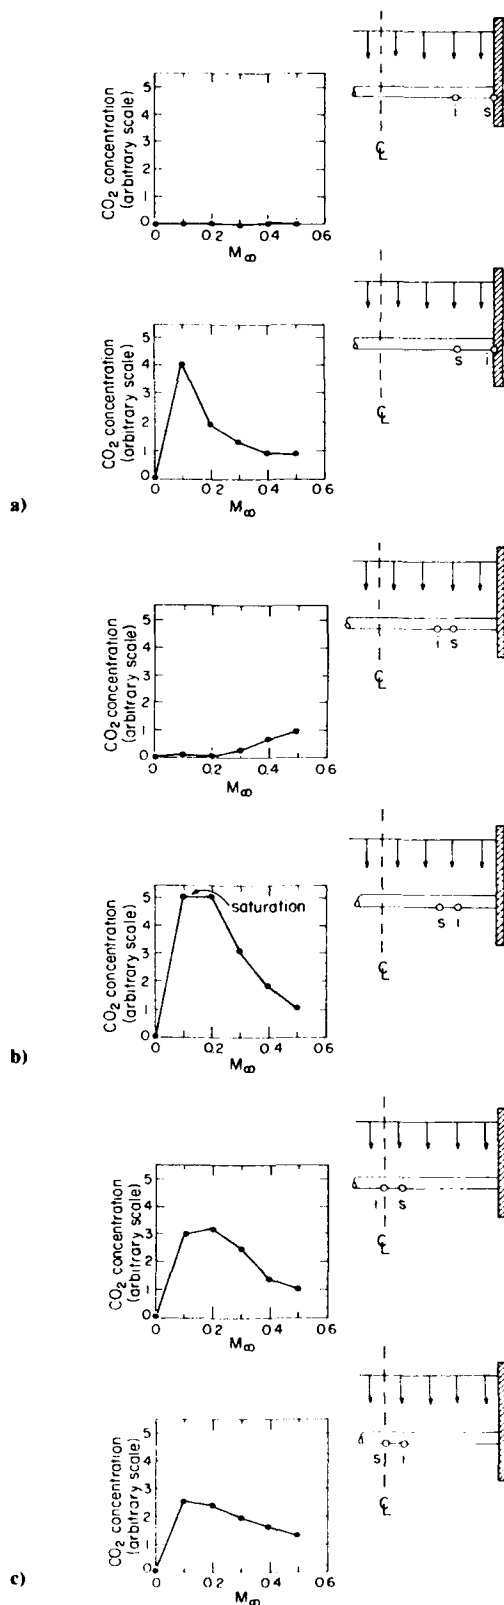 CO2 concentration
(arbitrary scale)
5
4
3
2
1
0
0 0.2 0.4 0.6
M∞
i s
℄
CO2 concentration
(arbitrary scale)
5
4
3
2
1
0
0 0.2 0.4 0.6
M∞
s i
℄
a)
CO2 concentration
(arbitrary scale)
5
4
3
2
1
0
0 0.2 0.4 0.6
M∞
i s
℄
CO2 concentration
(arbitrary scale)
5
4
3
2
1
0
saturation
0 0.2 0.4 0.6
M∞
s i
℄
b)
CO2 concentration
(arbitrary scale)
5
4
3
2
1
0
0 0.2 0.4 0.6
M∞
i s
℄
CO2 concentration
(arbitrary scale)
5
4
3
2
1
0
0 0.2 0.4 0.6
M∞
s i
℄
c)